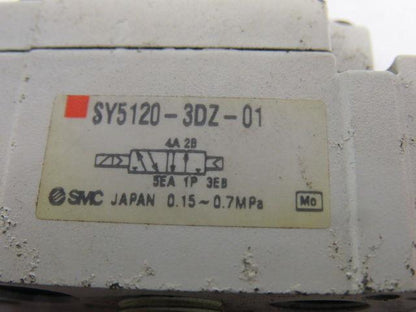 SY5120-3DZ-01
4A 2B
5EA 1P 3EB
SMC JAPAN 0.15~0.7MPa Mo